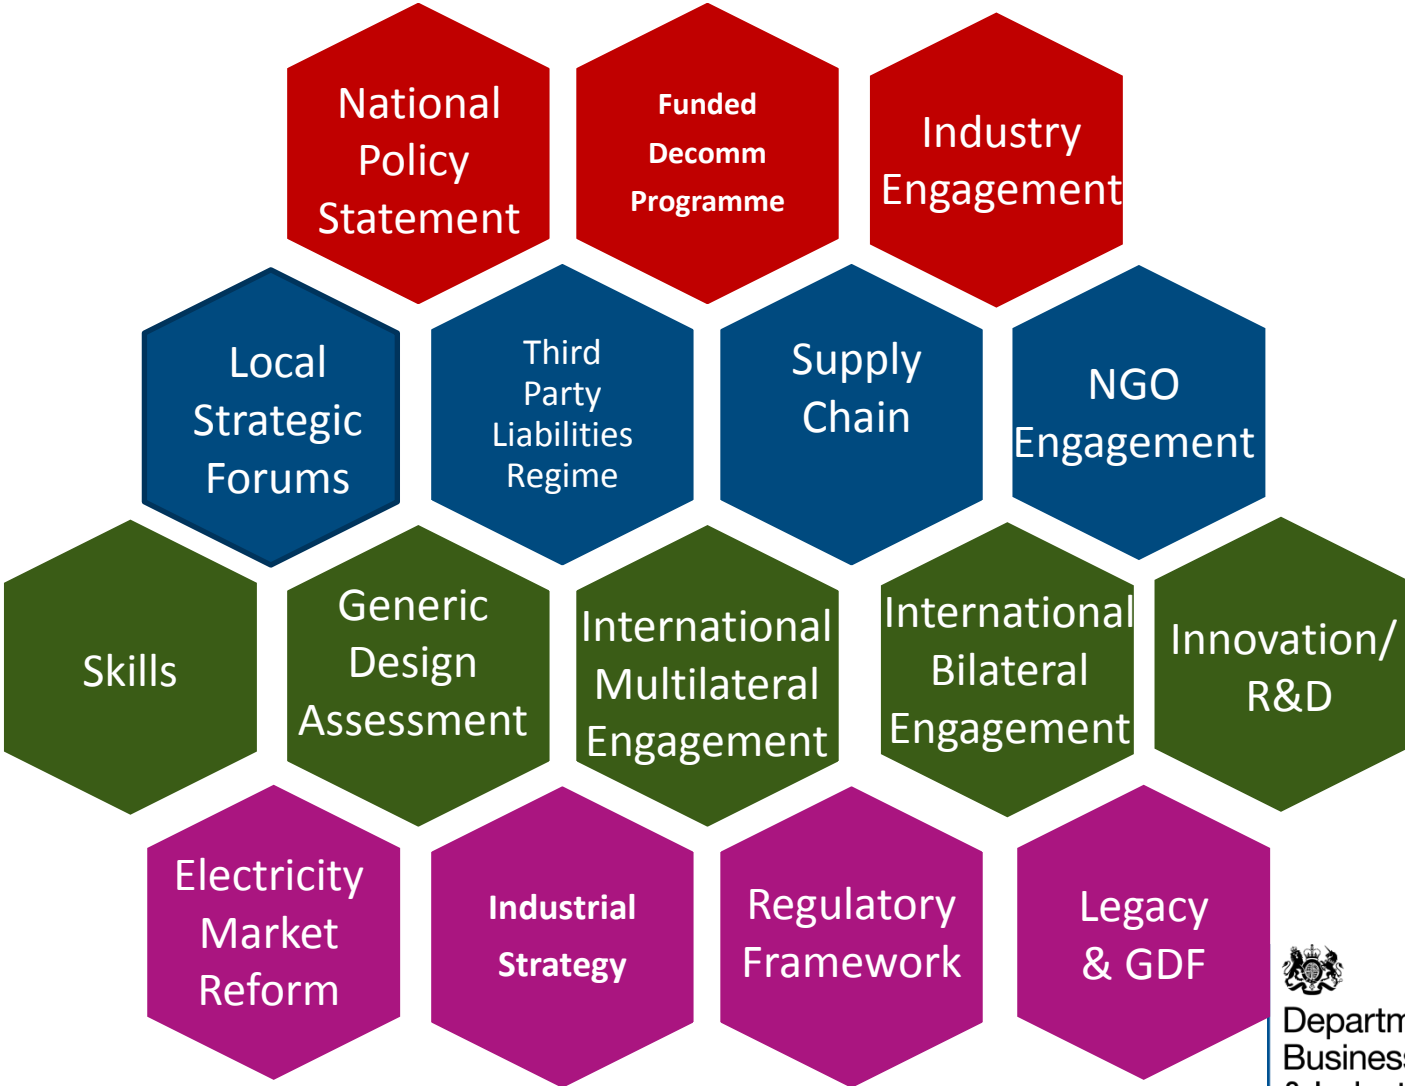 National
Policy
Statement
Funded
Decomm
Programme
Industry
Engagement
Local
Strategic
Forums
Third
Party
Liabilities
Regime
Supply
Chain
NGO
Engagement
Skills
Generic
Design
Assessment
International
Multilateral
Engagement
International
Bilateral
Engagement
Innovation/
R&D
Electricity
Market
Reform
Industrial
Strategy
Regulatory
Framework
Legacy
& GDF
Departm
Business